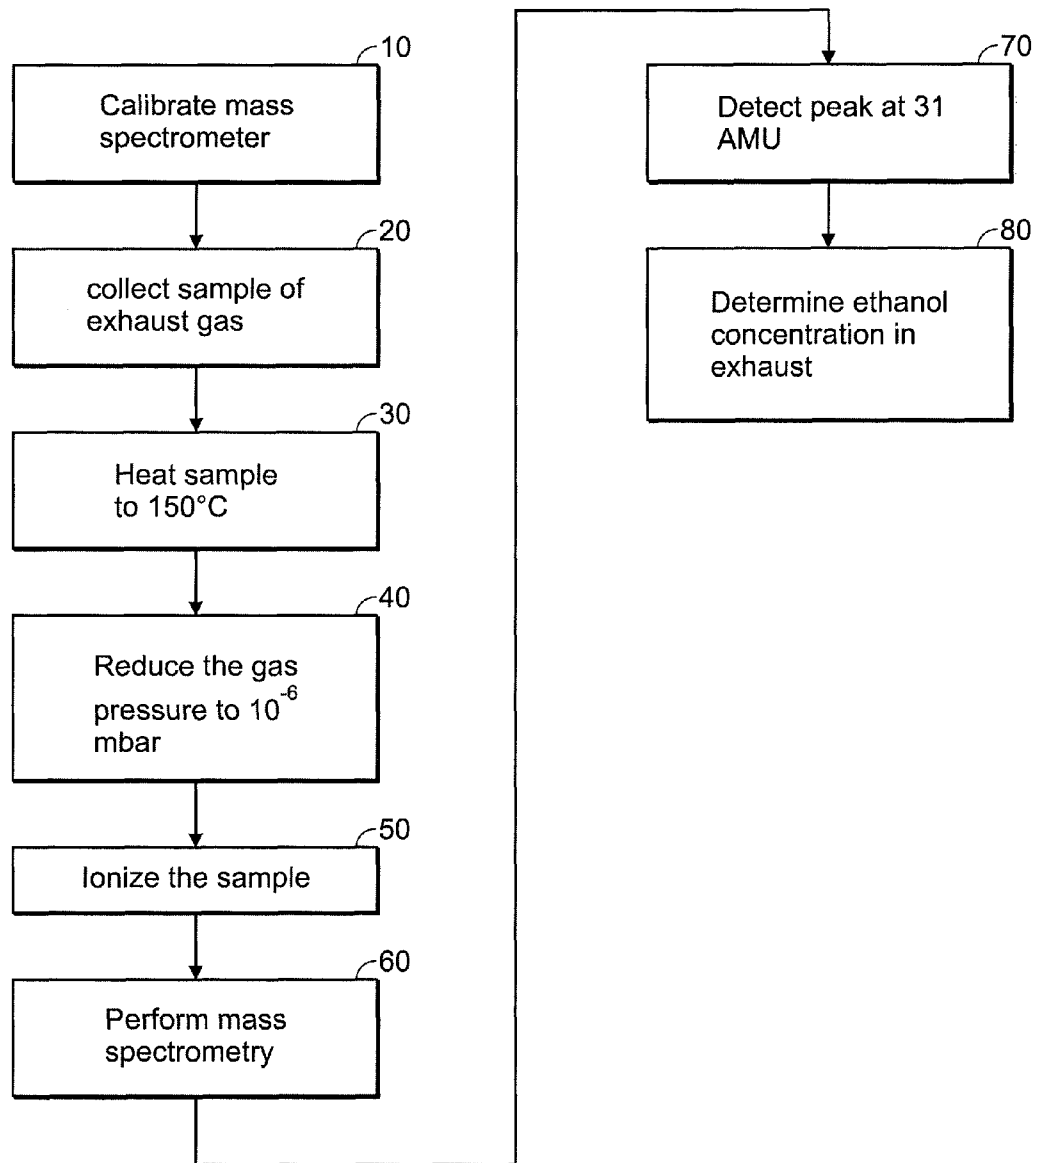 10
Calibrate mass
spectrometer
20
collect sample of
exhaust gas
30
Heat sample
to 150°C
40
Reduce the gas
pressure to 10⁻⁶
mbar
50
Ionize the sample
60
Perform mass
spectrometry
70
Detect peak at 31
AMU
80
Determine ethanol
concentration in
exhaust